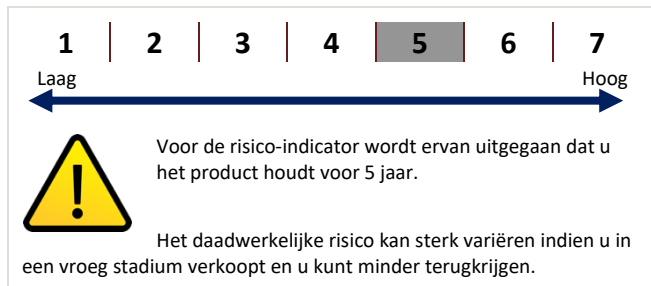 1 2 3 4 5 6 7
Laag Hoog
Voor de risico-indicator wordt ervan uitgegaan dat u
het product houdt voor 5 jaar.
Het daadwerkelijke risico kan sterk variëren indien u in
een vroeg stadium verkoopt en u kunt minder terugkrijgen.